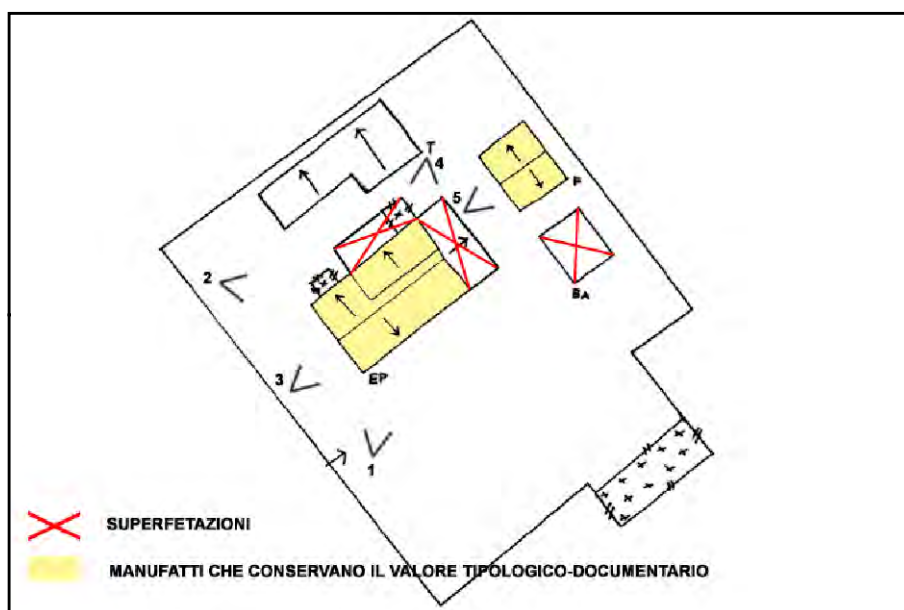 T
4
F
5
2
BA
3
EP
1
SUPERFETAZIONI
MANUFATTI CHE CONSERVANO IL VALORE TIPOLOGICO-DOCUMENTARIO